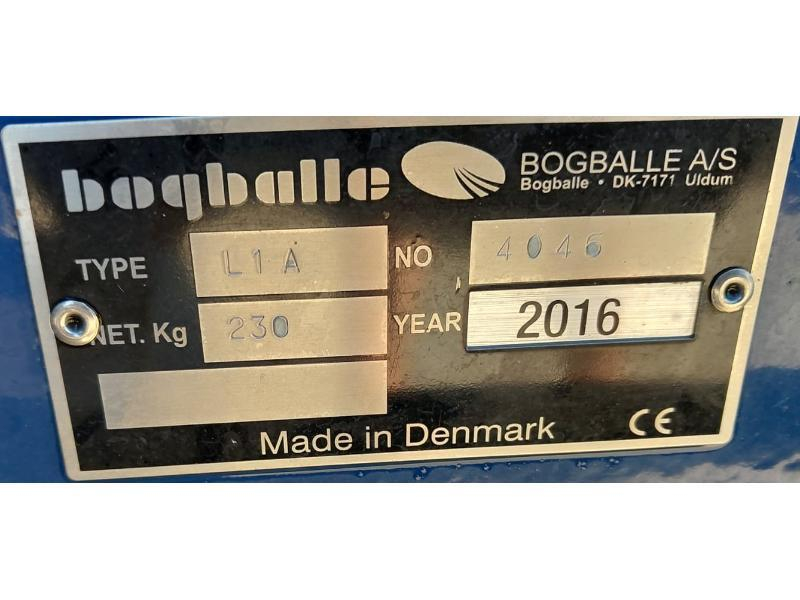 bogballe
BOGBALLE A/S
Bogballe • DK-7171 Uldum
TYPE L1A NO 4046
NET. Kg 230 YEAR 2016
Made in Denmark CE